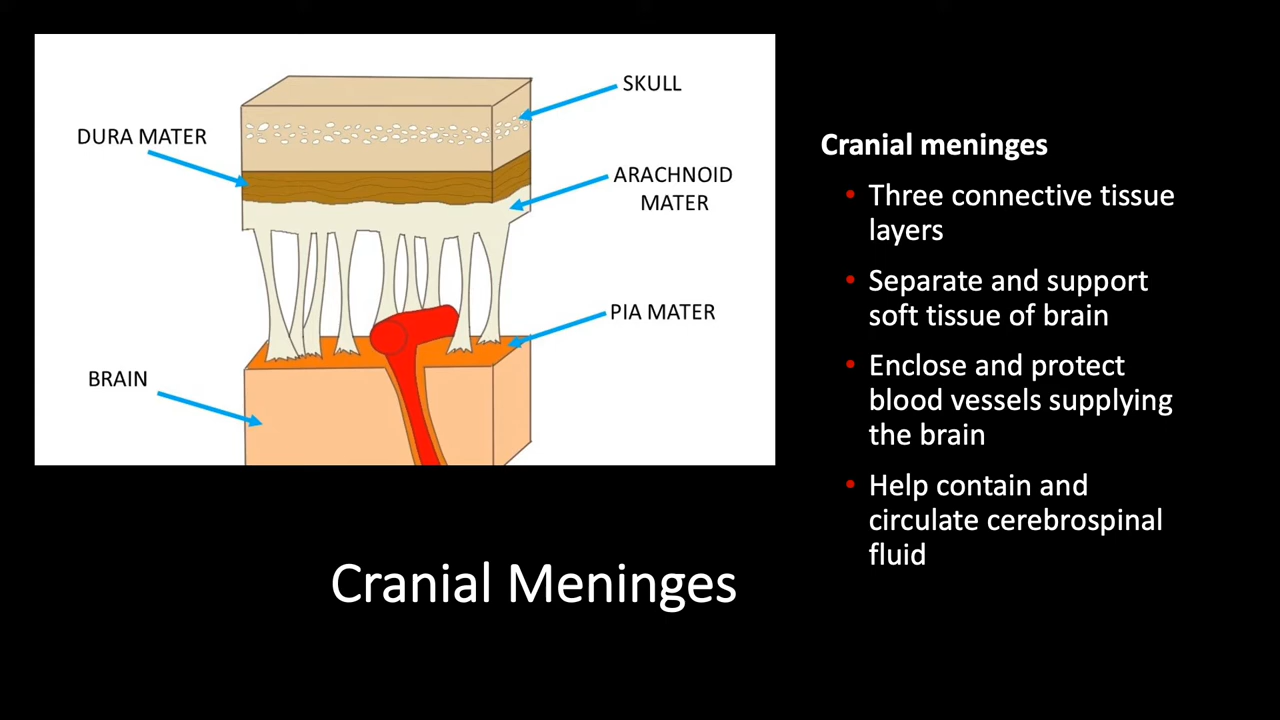 SKULL
DURA MATER
ARACHNOID
MATER
PIA MATER
BRAIN
Cranial Meninges
Cranial meninges
• Three connective tissue
layers
• Separate and support
soft tissue of brain
• Enclose and protect
blood vessels supplying
the brain
• Help contain and
circulate cerebrospinal
fluid